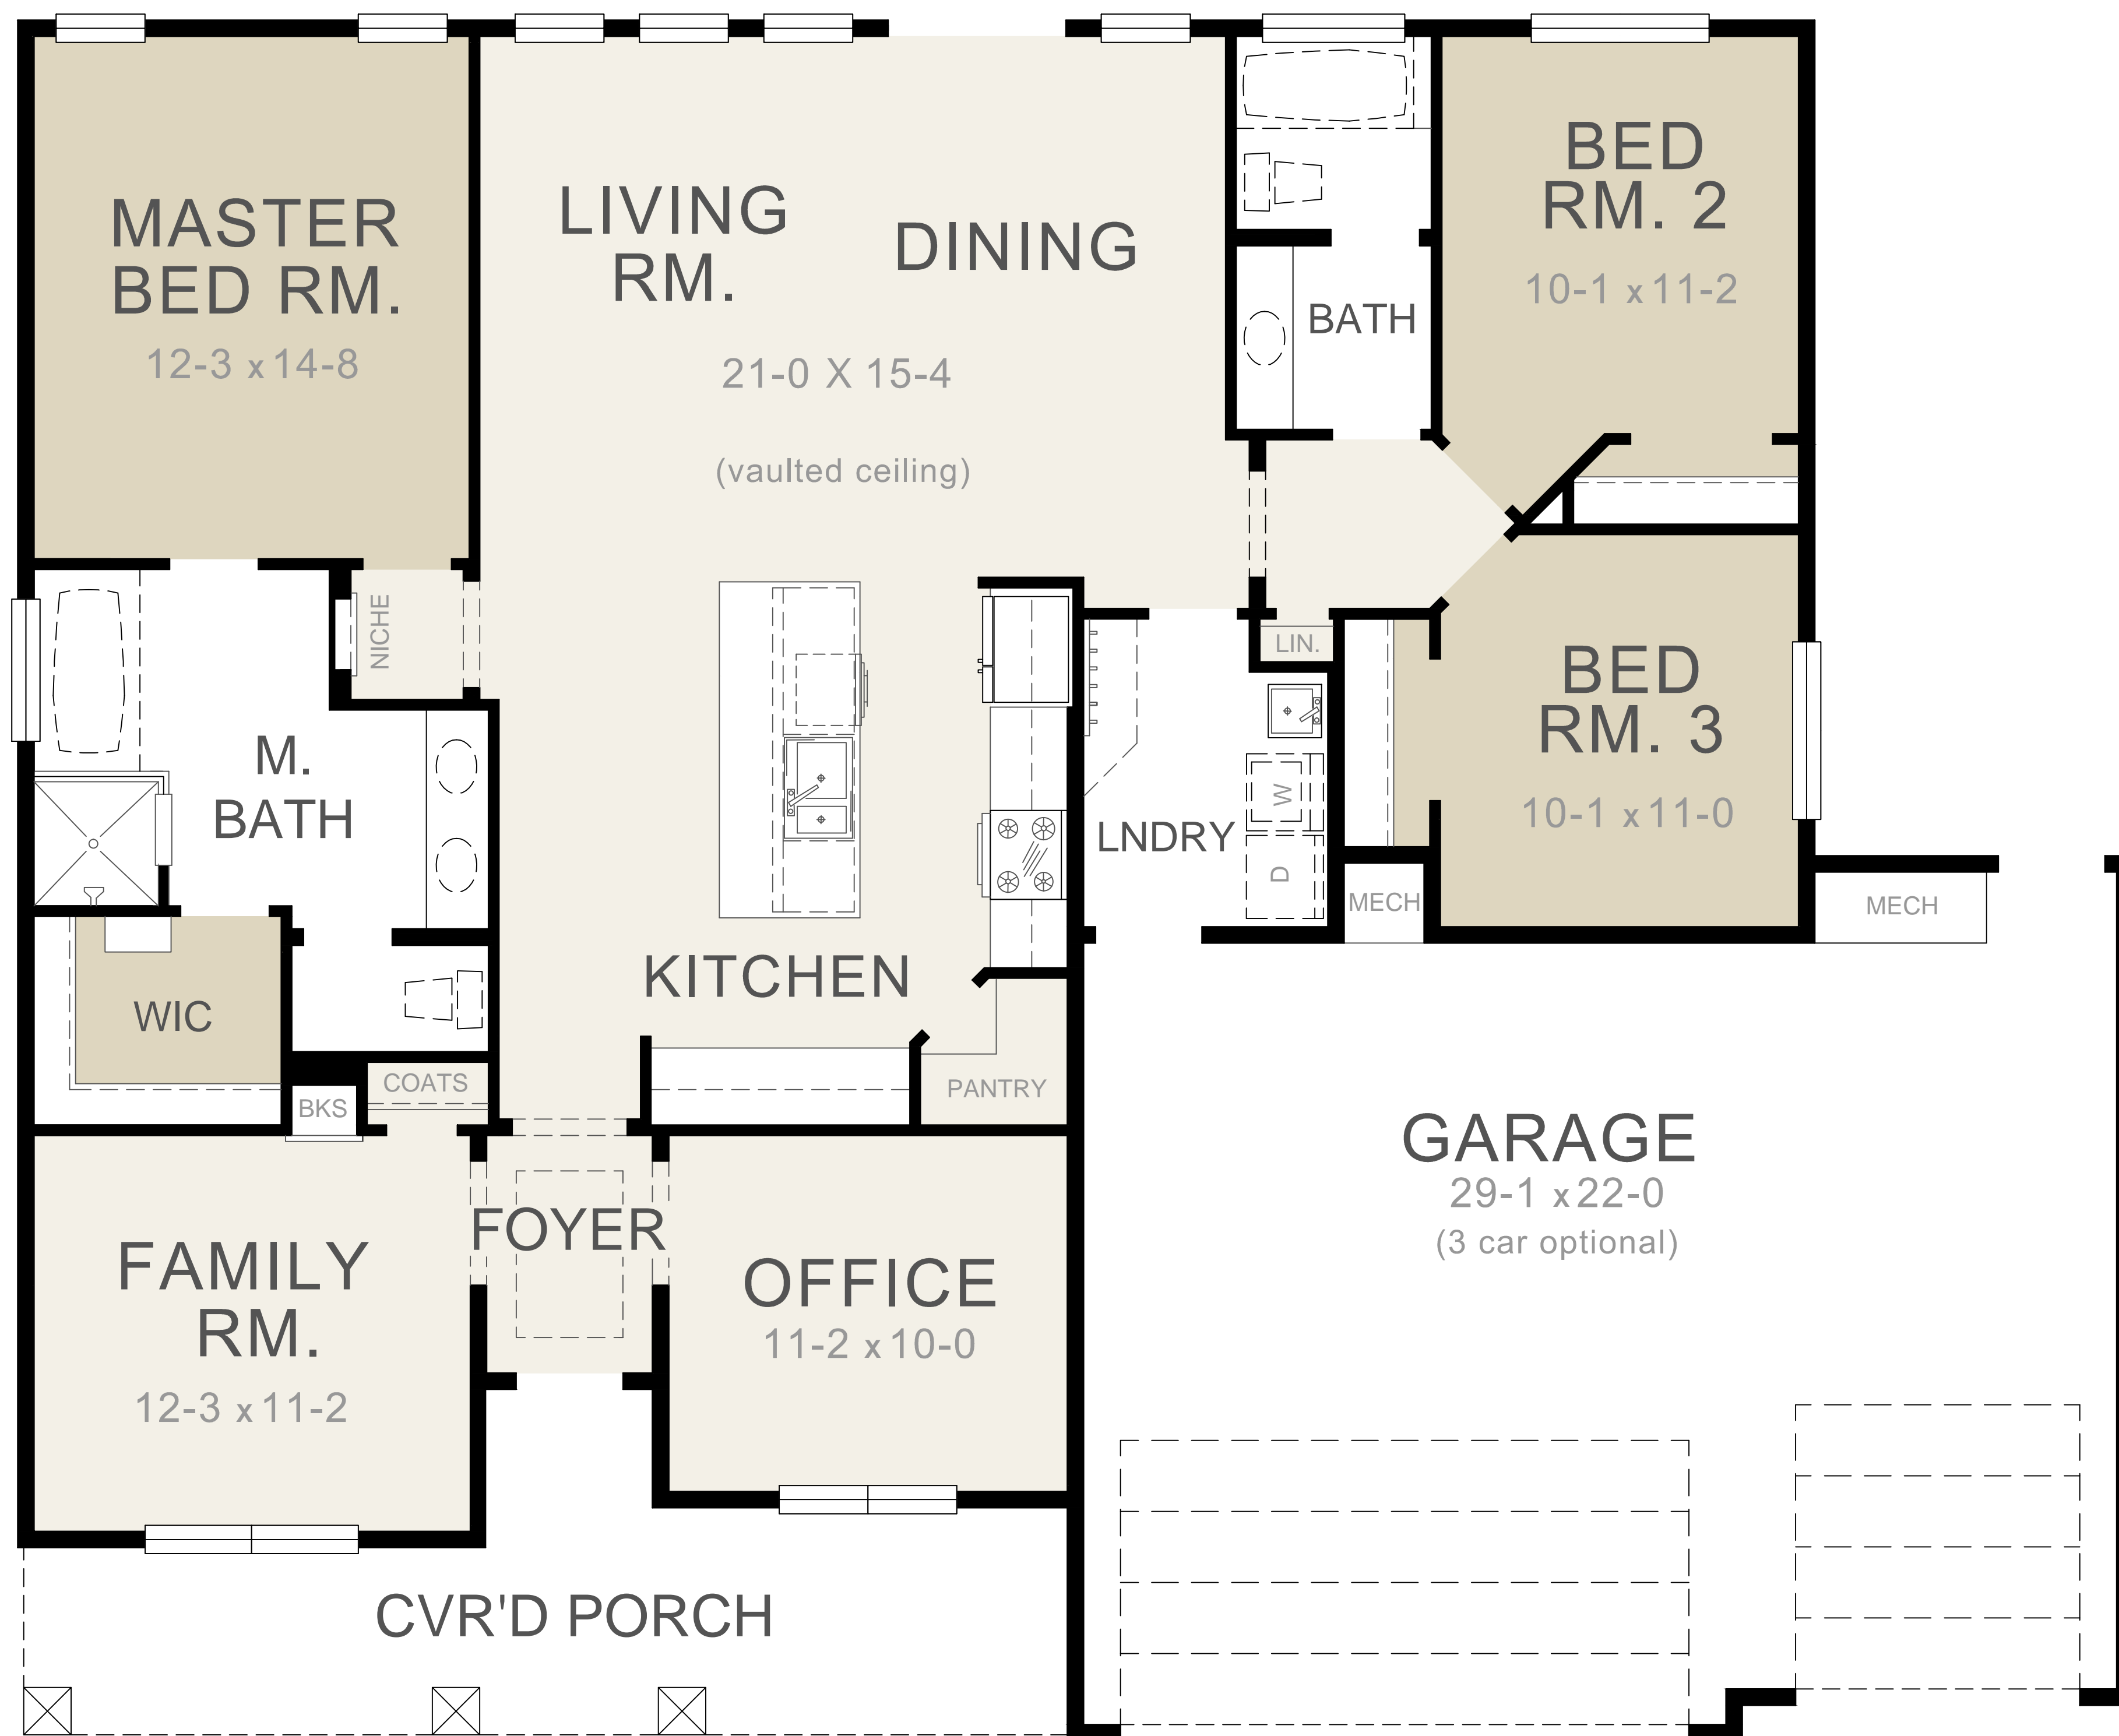 MASTER
BED RM.
12-3 x 14-8
LIVING
RM.
DINING
21-0 X 15-4
(vaulted ceiling)
BATH
BED
RM. 2
10-1 x 11-2
NICHE
M.
BATH
LIN.
BED
RM. 3
10-1 x 11-0
W
LNDRY
D
MECH
MECH
KITCHEN
WIC
COATS
BKS
PANTRY
GARAGE
29-1 x 22-0
(3 car optional)
FOYER
FAMILY
RM.
12-3 x 11-2
OFFICE
11-2 x 10-0
CVR'D PORCH